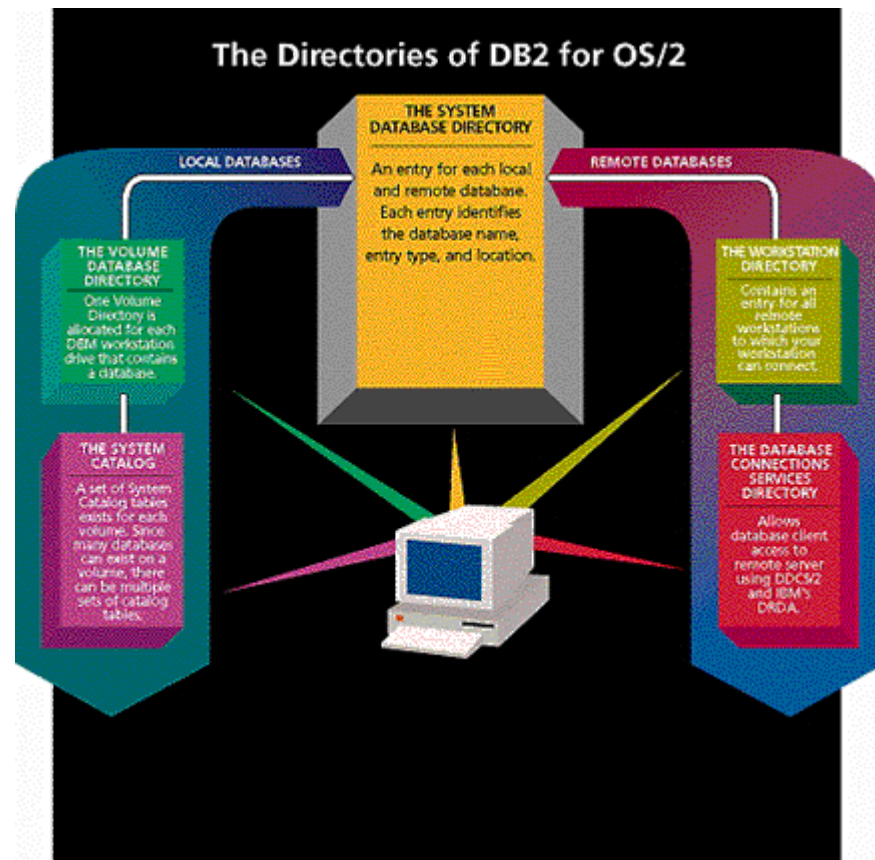 The Directories of DB2 for OS/2
THE SYSTEM
DATABASE DIRECTORY
An entry for each local
and remote database.
Each entry identifies
the database name,
entry type, and location.
LOCAL DATABASES
THE VOLUME
DATABASE
DIRECTORY
One Volume
Directory is
allocated for each
DBM workstation
drive that contains
a database.
THE SYSTEM
CATALOG
A set of System
Catalog tables
exists for each
volume. Since
many databases
can exist on a
volume, there
can be multiple
sets of catalog
tables.
REMOTE DATABASES
THE WORKSTATION
DIRECTORY
Contains an
entry for all
remote
workstations
to which your
workstation
can connect.
THE DATABASE
CONNECTIONS
SERVICES
DIRECTORY
Allows
database client
access to
remote server
using DDCS/2
and IBM's
DRDA.